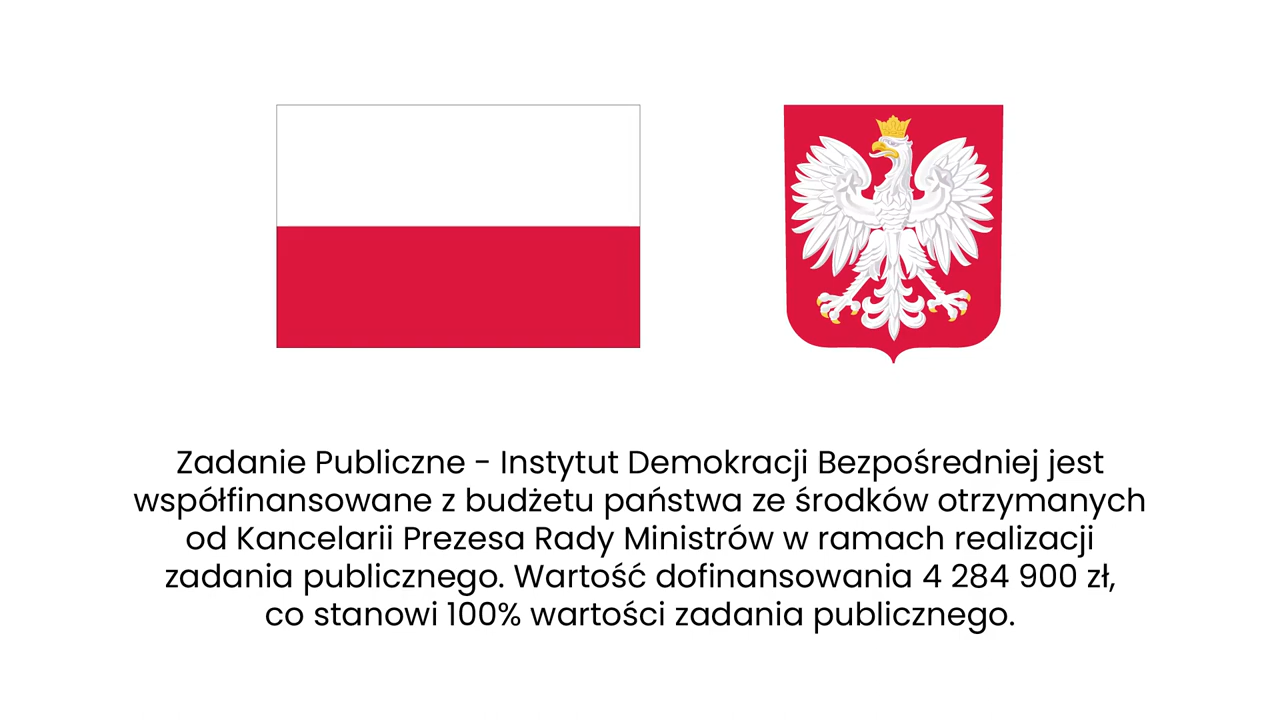 Zadanie Publiczne - Instytut Demokracji Bezpośredniej jest
współfinansowane z budżetu państwa ze środków otrzymanych
od Kancelarii Prezesa Rady Ministrów w ramach realizacji
zadania publicznego. Wartość dofinansowania 4 284 900 zł,
co stanowi 100% wartości zadania publicznego.